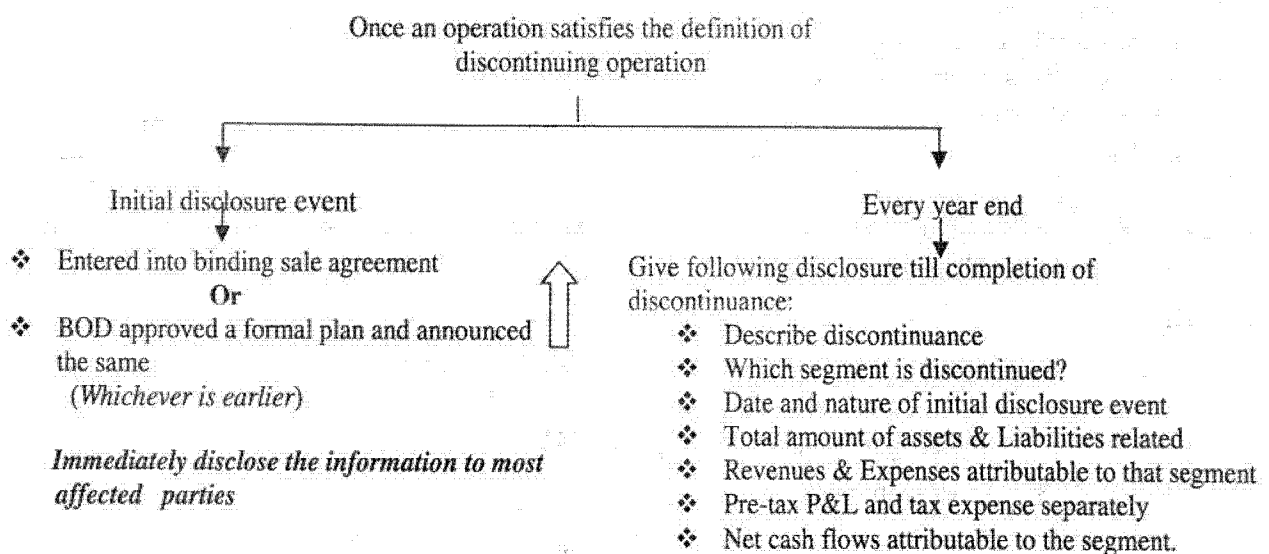 Once an operation satisfies the definition of
discontinuing operation
Initial disclosure event
❖ Entered into binding sale agreement
Or
❖ BOD approved a formal plan and announced
the same
(Whichever is earlier)
Immediately disclose the information to most
affected parties
Every year end
Give following disclosure till completion of
discontinuance:
❖ Describe discontinuance
❖ Which segment is discontinued?
❖ Date and nature of initial disclosure event
❖ Total amount of assets & Liabilities related
❖ Revenues & Expenses attributable to that segment
❖ Pre-tax P&L and tax expense separately
❖ Net cash flows attributable to the segment.